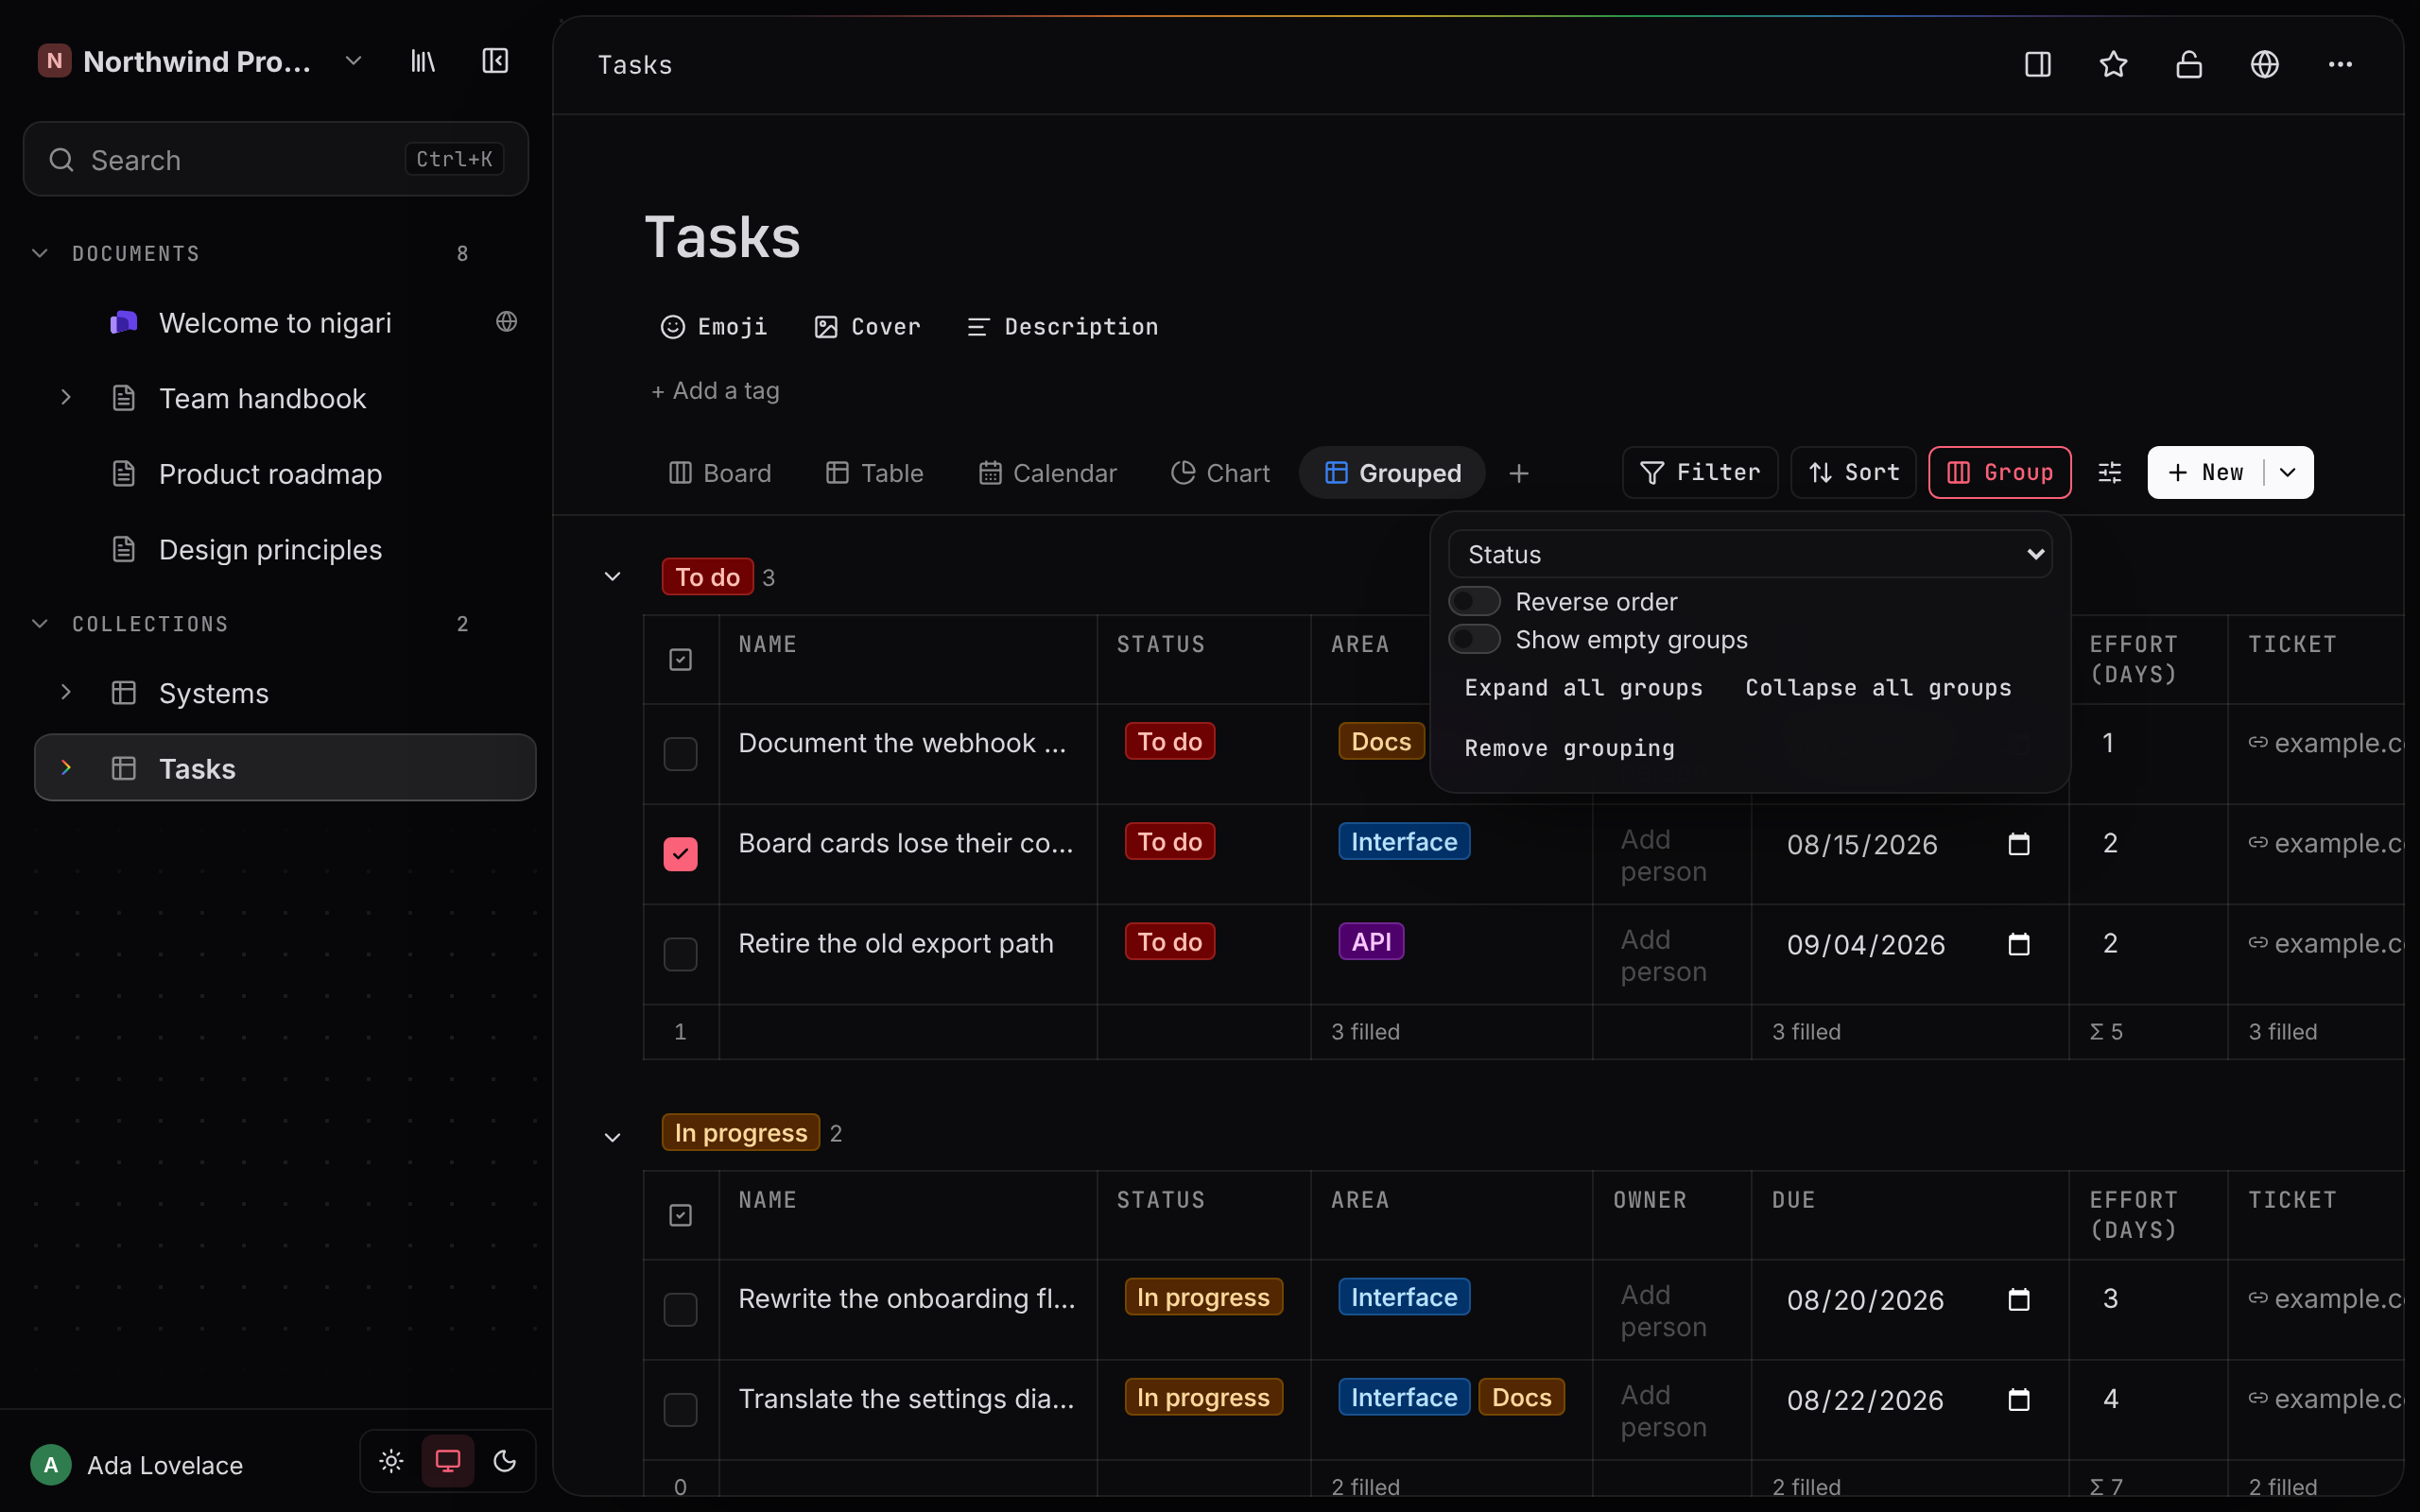 N Northwind Pro...
Search Ctrl+K
DOCUMENTS 8
Welcome to nigari
Team handbook
Product roadmap
Design principles
COLLECTIONS 2
Systems
Tasks
A Ada Lovelace
Tasks
Tasks
Emoji Cover Description
+ Add a tag
Board Table Calendar Chart Grouped Filter Sort Group New
Status
Reverse order
Show empty groups
Expand all groups Collapse all groups
Remove grouping
To do 3
NAME STATUS AREA EFFORT (DAYS) TICKET
Document the webhook ... To do Docs 1 example.c
Board cards lose their co... To do Interface Add person 08/15/2026 2 example.c
Retire the old export path To do API Add person 09/04/2026 2 example.c
1 3 filled 3 filled Σ 5 3 filled
In progress 2
NAME STATUS AREA OWNER DUE EFFORT (DAYS) TICKET
Rewrite the onboarding fl... In progress Interface Add person 08/20/2026 3 example.c
Translate the settings dia... In progress Interface Docs Add person 08/22/2026 4 example.c
0 2 filled 2 filled Σ 7 2 filled